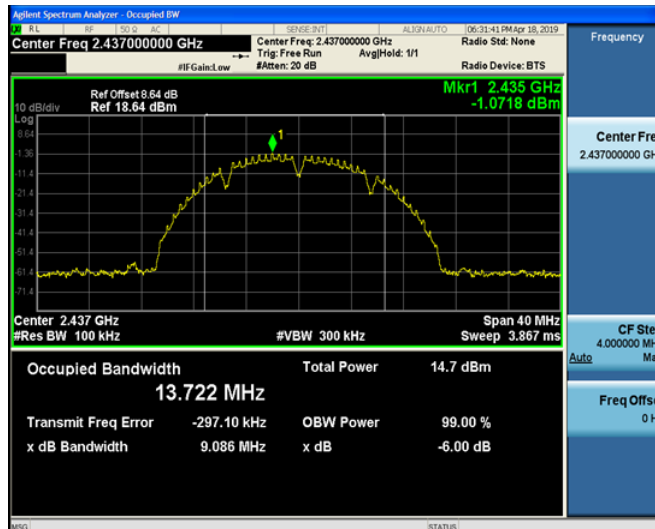 Agilent Spectrum Analyzer - Occupied BW
RL RF 50 Ω AC SENSE:INT ALIGNAUTO 06:31:41 PM Apr 18, 2019
Center Freq 2.437000000 GHz
Center Freq: 2.437000000 GHz
Radio Std: None
Trig: Free Run Avg|Hold: 1/1
#IFGain:Low #Atten: 20 dB Radio Device: BTS
Ref Offset 8.64 dB
Mkr1 2.435 GHz
10 dB/div Ref 18.64 dBm
-1.0718 dBm
Log
8.64
1
-1.36
-11.4
-21.4
-31.4
-41.4
-51.4
-61.4
-71.4
Center 2.437 GHz Span 40 MHz
#Res BW 100 kHz #VBW 300 kHz Sweep 3.867 ms
Occupied Bandwidth Total Power 14.7 dBm
13.722 MHz
Transmit Freq Error -297.10 kHz OBW Power 99.00 %
x dB Bandwidth 9.086 MHz x dB -6.00 dB
MSG STATUS
Frequency
Center Fre
2.437000000 GH
CF Ste
4.000000 MH
Auto Ma
Freq Offs
0 H